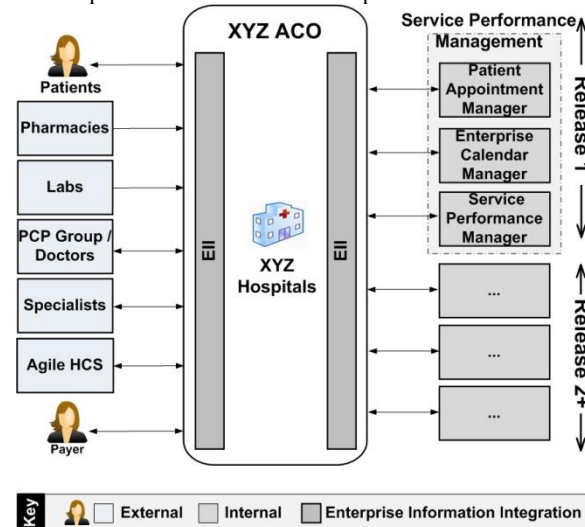 XYZ ACO
Service Performance
Management
Patients
Pharmacies
Labs
PCP Group /
Doctors
Specialists
Agile HCS
Payer
EII
XYZ
Hospitals
EII
Patient
Appointment
Manager
Enterprise
Calendar
Manager
Service
Performance
Manager
...
...
...
Release 1
Release 2+
Key
External
Internal
Enterprise Information Integration